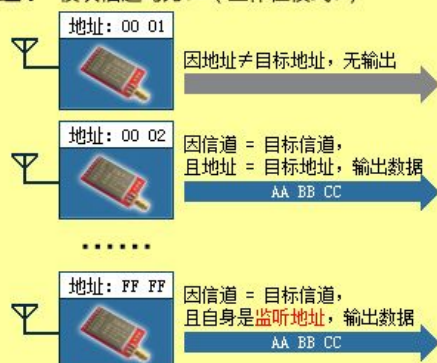 地址: 00 01
因地址≠目标地址，无输出
地址: 00 02
因信道 = 目标信道，
且地址 = 目标地址，输出数据
AA BB CC
······
地址: FF FF
因信道 = 目标信道，
且自身是监听地址，输出数据
AA BB CC